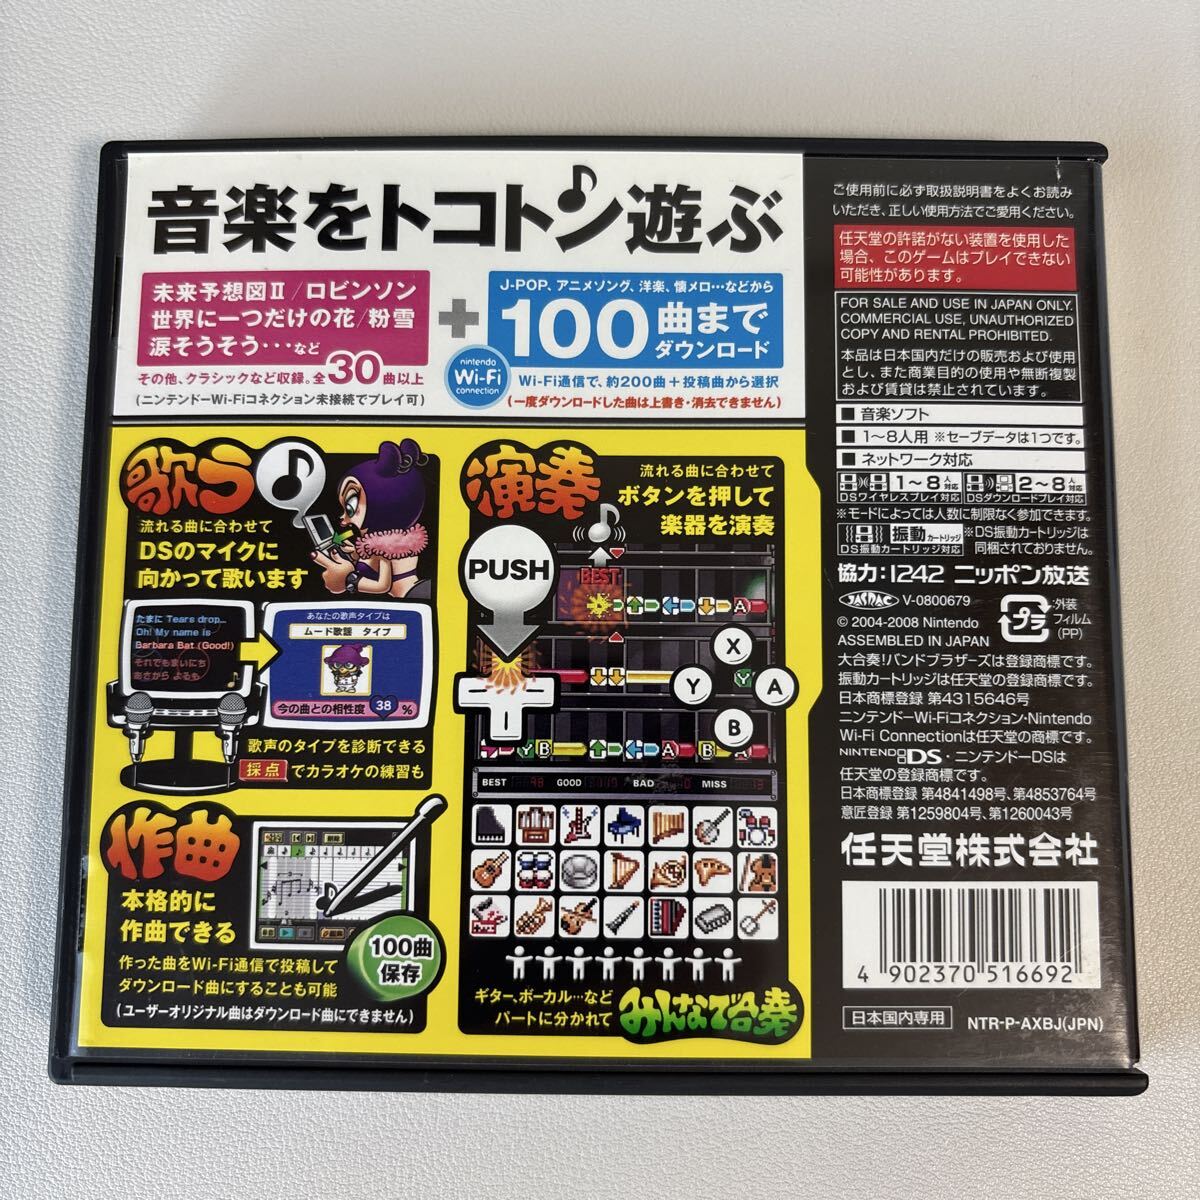 音楽をトコトン遊ぶ
未来予想図Ⅱ/ロビンソン
世界に一つだけの花/粉雪
涙そうそう…など
その他、クラシックなど収録。全30曲以上
(ニンテンドーWi-Fiコネクション未接続でプレイ可)
+
J-POP、アニメソング、洋楽、懐メロ…などから
100曲まで
ダウンロード
nintendo
Wi-Fi
connection
Wi-Fi通信で、約200曲+投稿曲から選択
(一度ダウンロードした曲は上書き・消去できません)
歌う
流れる曲に合わせて
DSのマイクに
向かって歌います
たまに Tears drop...
Oh! My name is
Barbara Bat (Good!)
それでもまいにち
あさから よるも
あなたの歌声タイプは
ムード歌謡 タイプ
今の曲との相性度 38 %
歌声のタイプを診断できる
採点でカラオケの練習も
作曲
本格的に
作曲できる
100曲
保存
作った曲をWi-Fi通信で投稿して
ダウンロード曲にすることも可能
(ユーザーオリジナル曲はダウンロード曲にできません)
演奏
流れる曲に合わせて
ボタンを押して
楽器を演奏
PUSH
BEST
A
X
Y
Y
A
B
Y B
A
B
A
BEST
GOOD
BAD
MISS
ギター、ボーカル…など
パートに分かれて
みんなで合奏
ご使用前に必ず取扱説明書をよくお読み
いただき、正しい使用方法でご愛用ください。
任天堂の許諾がない装置を使用した
場合、このゲームはプレイできない
可能性があります。
FOR SALE AND USE IN JAPAN ONLY.
COMMERCIAL USE, UNAUTHORIZED
COPY AND RENTAL PROHIBITED.
本品は日本国内だけの販売および使用
とし、また商業目的の使用や無断複製
および賃貸は禁止されています。
■音楽ソフト
■1〜8人用 ※セーブデータは1つです。
■ネットワーク対応
1〜8人
DSワイヤレスプレイ対応
2〜8人
DSダウンロードプレイ対応
※モードによっては人数に制限なく参加できます。
振動カートリッジ
DS振動カートリッジ対応
※DS振動カートリッジは
同梱されておりません。
協力:1242 ニッポン放送
JASRAC V-0800679
プラ
:外装
フィルム
(PP)
© 2004-2008 Nintendo
ASSEMBLED IN JAPAN
大合奏!バンドブラザーズは登録商標です。
振動カートリッジは任天堂の登録商標です。
日本商標登録 第4315646号
ニンテンドーWi-Fiコネクション・Nintendo
Wi-Fi Connectionは任天堂の商標です。
NINTENDO DS・ニンテンドーDSは
任天堂の登録商標です。
日本商標登録 第4841498号、第4853764号
意匠登録 第1259804号、第1260043号
任天堂株式会社
4 902370 516692
日本国内専用
NTR-P-AXBJ(JPN)